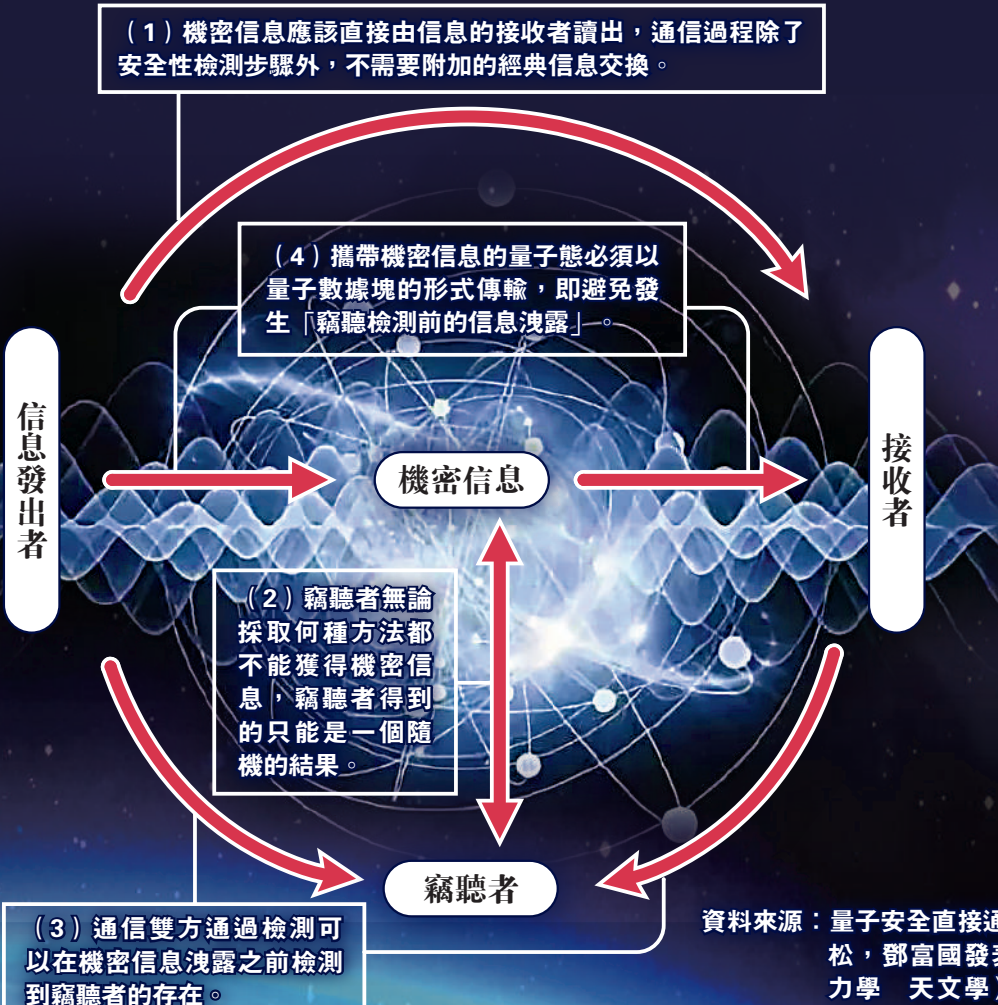 （1）機密信息應該直接由信息的接收者讀出，通信過程除了
安全性檢測步驟外，不需要附加的經典信息交換。
（4）攜帶機密信息的量子態必須以
量子數據塊的形式傳輸，即避免發
生「竊聽檢測前的信息洩露」。
信息發出者
機密信息
接收者
（2）竊聽者無論
採取何種方法都
不能獲得機密信
息，竊聽者得到
的只能是一個隨
機的結果。
竊聽者
（3）通信雙方通過檢測可
以在機密信息洩露之前檢測
到竊聽者的存在。
資料來源：量子安全直接通
松，鄧富國發表
力學　天文學）